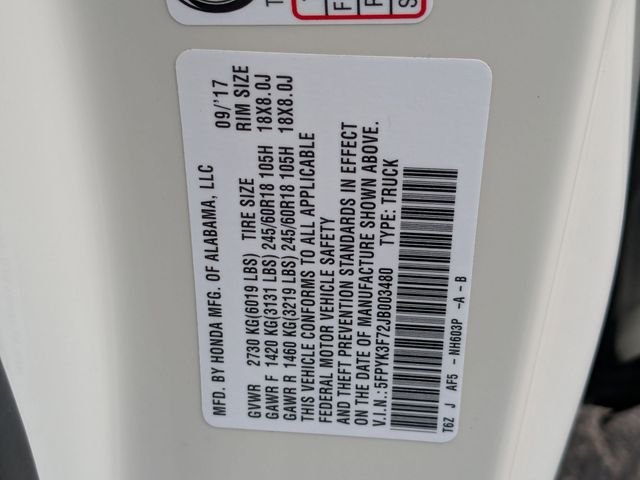 MFD. BY HONDA MFG. OF ALABAMA, LLC 09/'17
GVWR 2730 KG(6019 LBS) TIRE SIZE RIM SIZE
GAWR F 1420 KG(3131 LBS) 245/60R18 105H 18X8.0J
GAWR R 1460 KG(3219 LBS) 245/60R18 105H 18X8.0J
THIS VEHICLE CONFORMS TO ALL APPLICABLE
FEDERAL MOTOR VEHICLE SAFETY
AND THEFT PREVENTION STANDARDS IN EFFECT
ON THE DATE OF MANUFACTURE SHOWN ABOVE.
V.I.N.: 5FPYK3F72JB003480 TYPE: TRUCK
T6Z J AF5 - NH603P -A - B